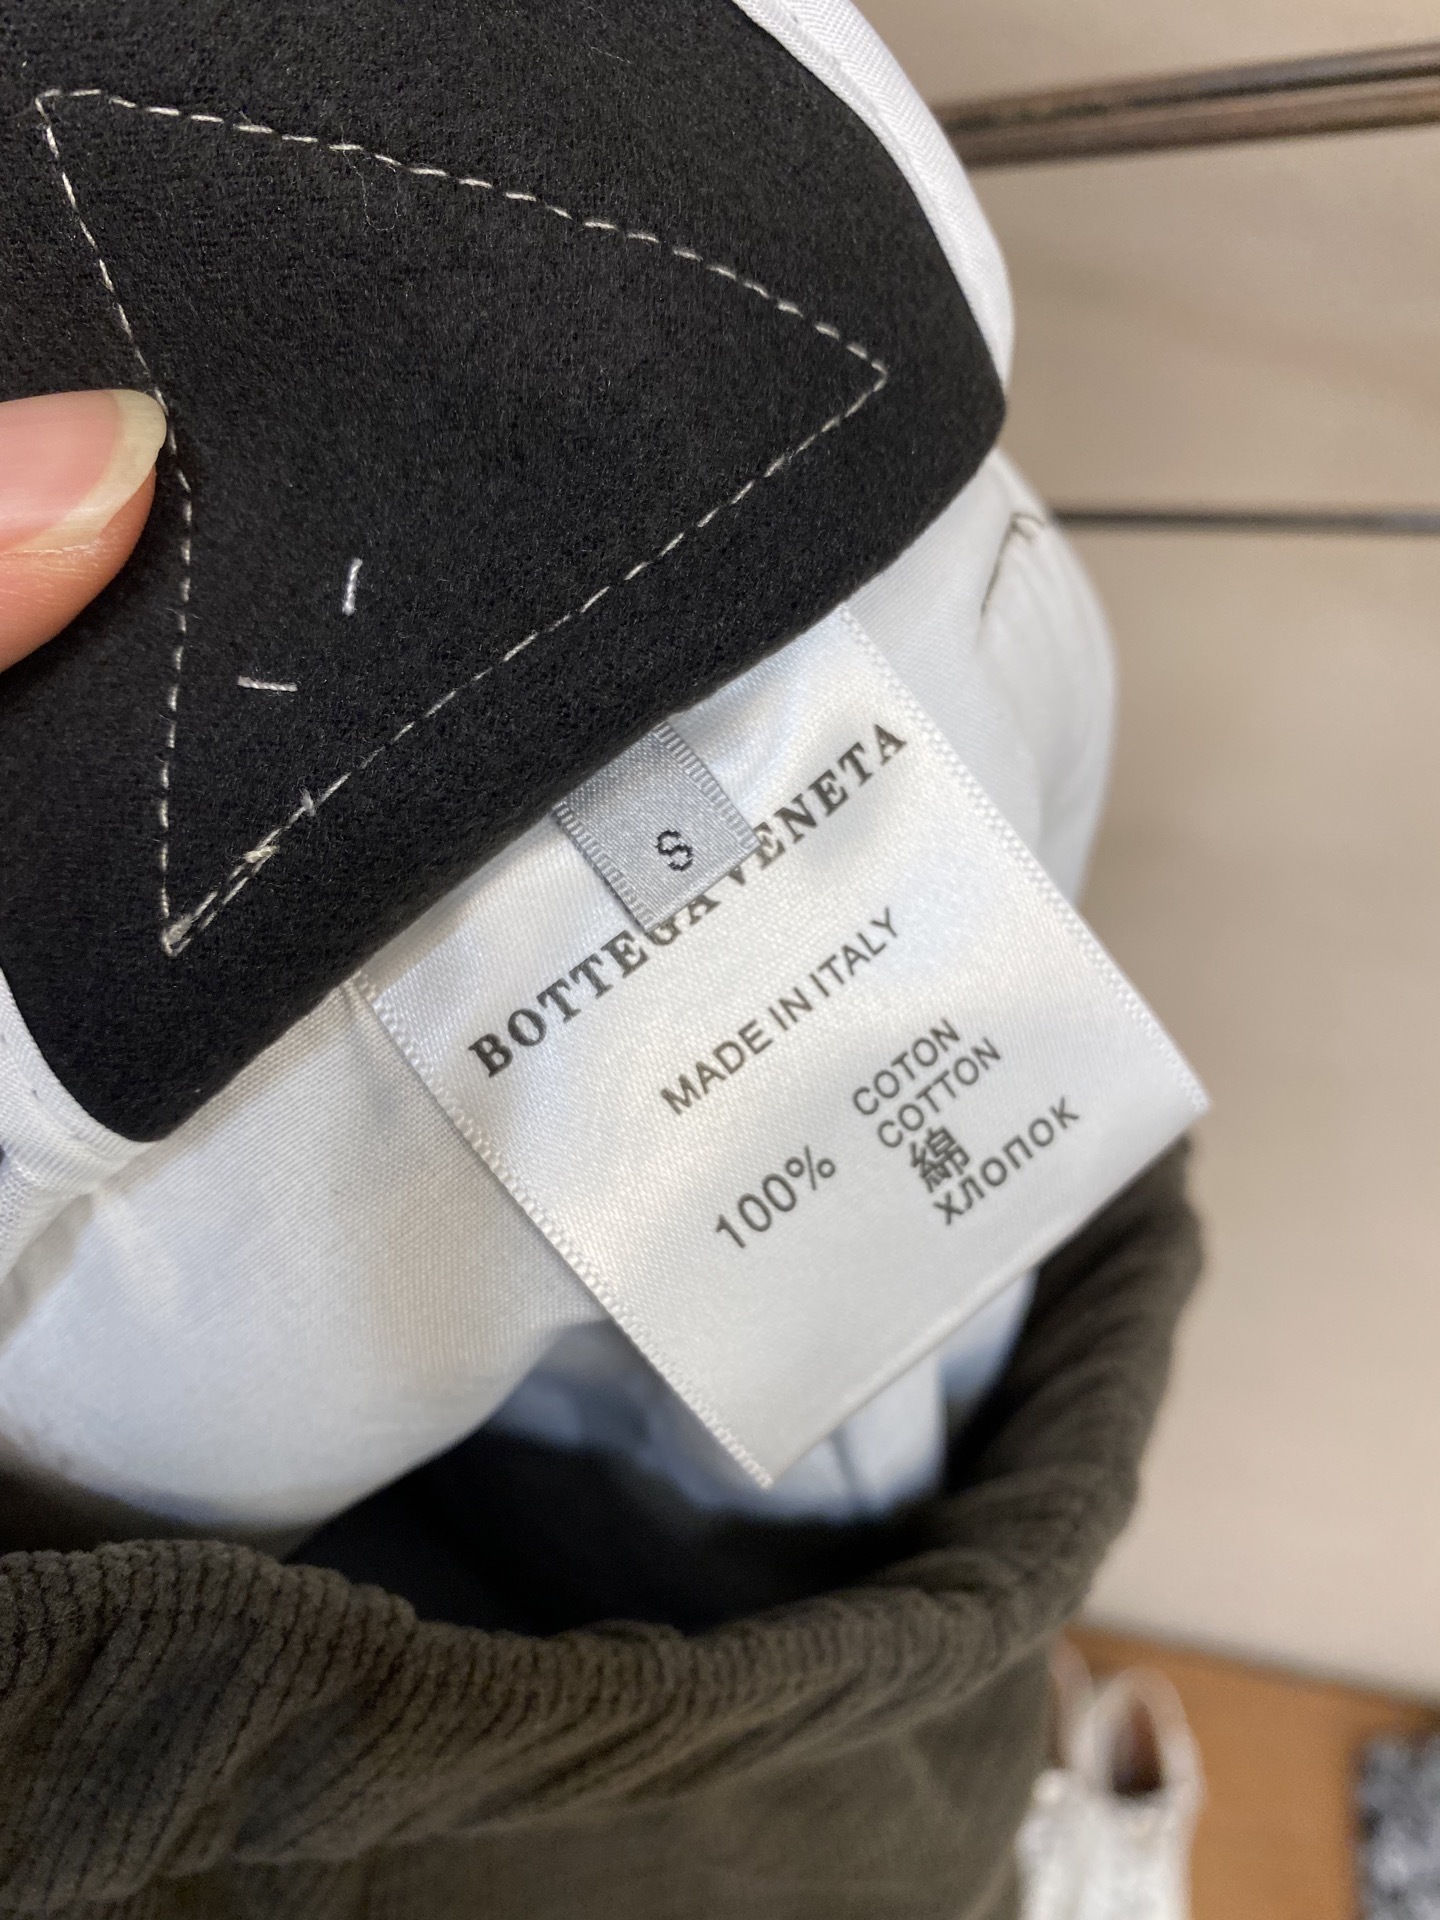 S
BOTTEGA VENETA
MADE IN ITALY
100%
COTON
COTTON
綿
ХЛОПОК